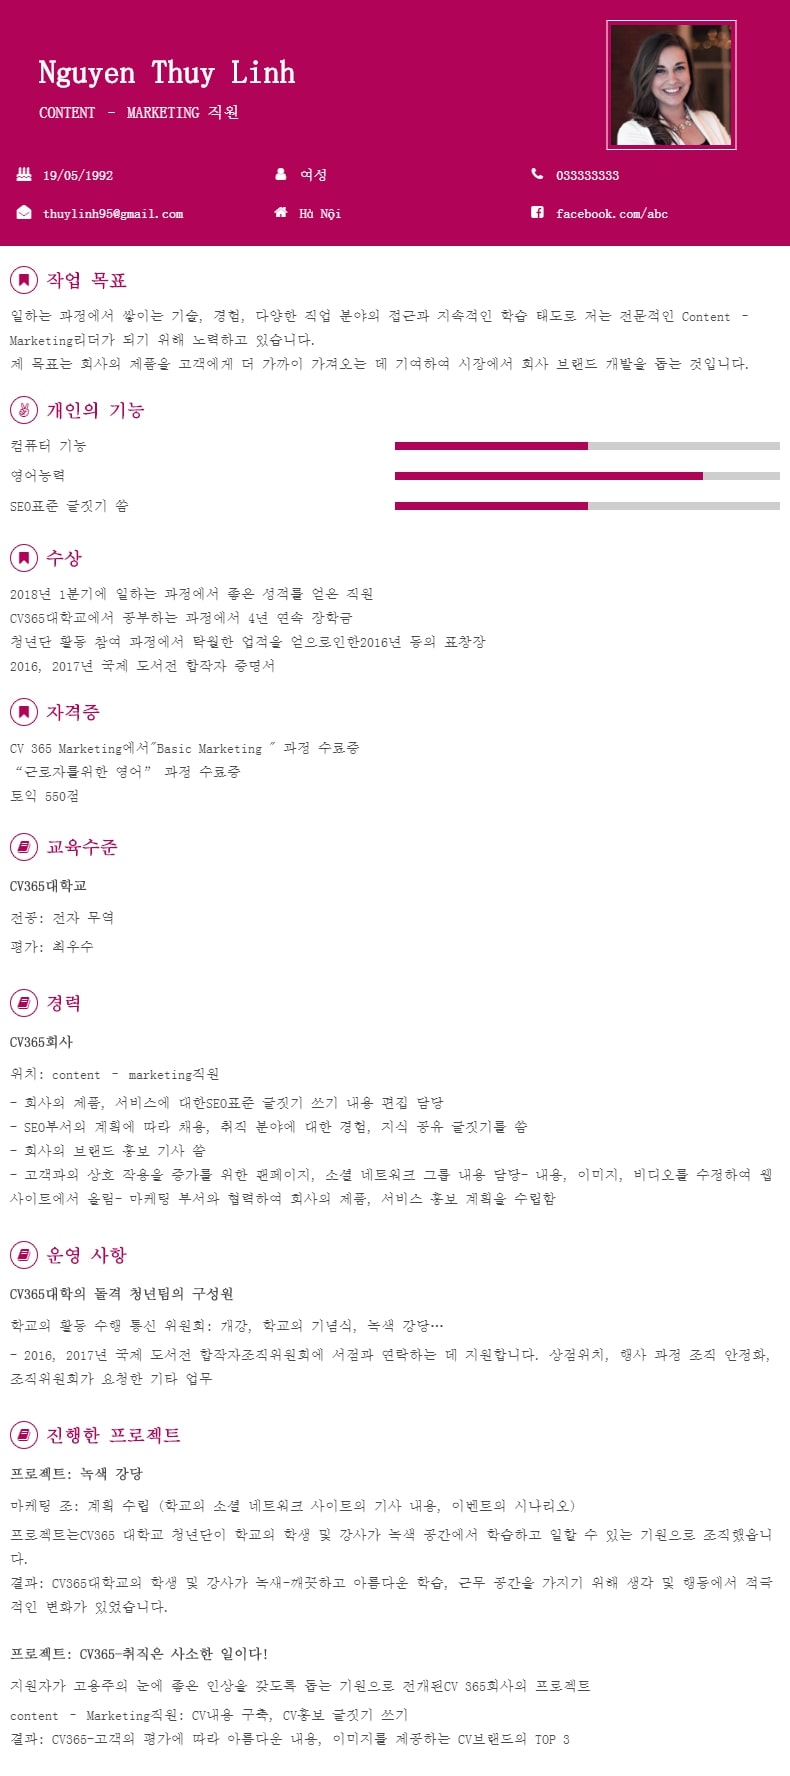 Nguyen Thuy Linh
CONTENT - MARKETING 직원
19/05/1992
여성
033333333
thuylinh95@gmail.com
Hà Nội
facebook.com/abc
작업 목표
일하는 과정에서 쌓이는 기술, 경험, 다양한 직업 분야의 접근과 지속적인 학습 태도로 저는 전문적인 Content -
Marketing리더가 되기 위해 노력하고 있습니다.
제 목표는 회사의 제품을 고객에게 더 가까이 가져오는 데 기여하여 시장에서 회사 브랜드 개발을 돕는 것입니다.
개인의 기능
컴퓨터 기능
영어능력
SEO표준 글짓기 씀
수상
2018년 1분기에 일하는 과정에서 좋은 성적를 얻은 직원
CV365대학교에서 공부하는 과정에서 4년 연속 장학금
청년단 활동 참여 과정에서 탁월한 업적을 얻으로인한2016년 동의 표창장
2016, 2017년 국제 도서전 합작자 증명서
자격증
CV 365 Marketing에서"Basic Marketing " 과정 수료증
“근로자를위한 영어” 과정 수료증
토익 550점
교육수준
CV365대학교
전공: 전자 무역
평가: 최우수
경력
CV365회사
위치: content - marketing직원
- 회사의 제품, 서비스에 대한SEO표준 글짓기 쓰기 내용 편집 담당
- SEO부서의 계획에 따라 채용, 취직 분야에 대한 경험, 지식 공유 글짓기를 씀
- 회사의 브랜드 홍보 기사 씀
- 고객과의 상호 작용을 증가를 위한 팬페이지, 소셜 네트워크 그룹 내용 담당- 내용, 이미지, 비디오를 수정하여 웹
사이트에서 올림- 마케팅 부서와 협력하여 회사의 제품, 서비스 홍보 계획을 수립함
운영 사항
CV365대학의 돌격 청년팀의 구성원
학교의 활동 수행 통신 위원회: 개강, 학교의 기념식, 녹색 강당…
- 2016, 2017년 국제 도서전 합작자조직위원회에 서점과 연락하는 데 지원합니다. 상점위치, 행사 과정 조직 안정화,
조직위원회가 요청한 기타 업무
진행한 프로젝트
프로젝트: 녹색 강당
마케팅 조: 계획 수립 (학교의 소셜 네트워크 사이트의 기사 내용, 이벤트의 시나리오)
프로젝트는CV365 대학교 청년단이 학교의 학생 및 강사가 녹색 공간에서 학습하고 일할 수 있는 기원으로 조직했읍니
다.
결과: CV365대학교의 학생 및 강사가 녹새-깨끗하고 아름다운 학습, 근무 공간을 가지기 위해 생각 및 행동에서 적극
적인 변화가 있었습니다.
프로젝트: CV365-취직은 사소한 일이다!
지원자가 고용주의 눈에 좋은 인상을 갖도록 돕는 기원으로 전개된CV 365회사의 프로젝트
content - Marketing직원: CV내용 구축, CV홍보 글짓기 쓰기
결과: CV365-고객의 평가에 따라 아름다운 내용, 이미지를 제공하는 CV브랜드의 TOP 3